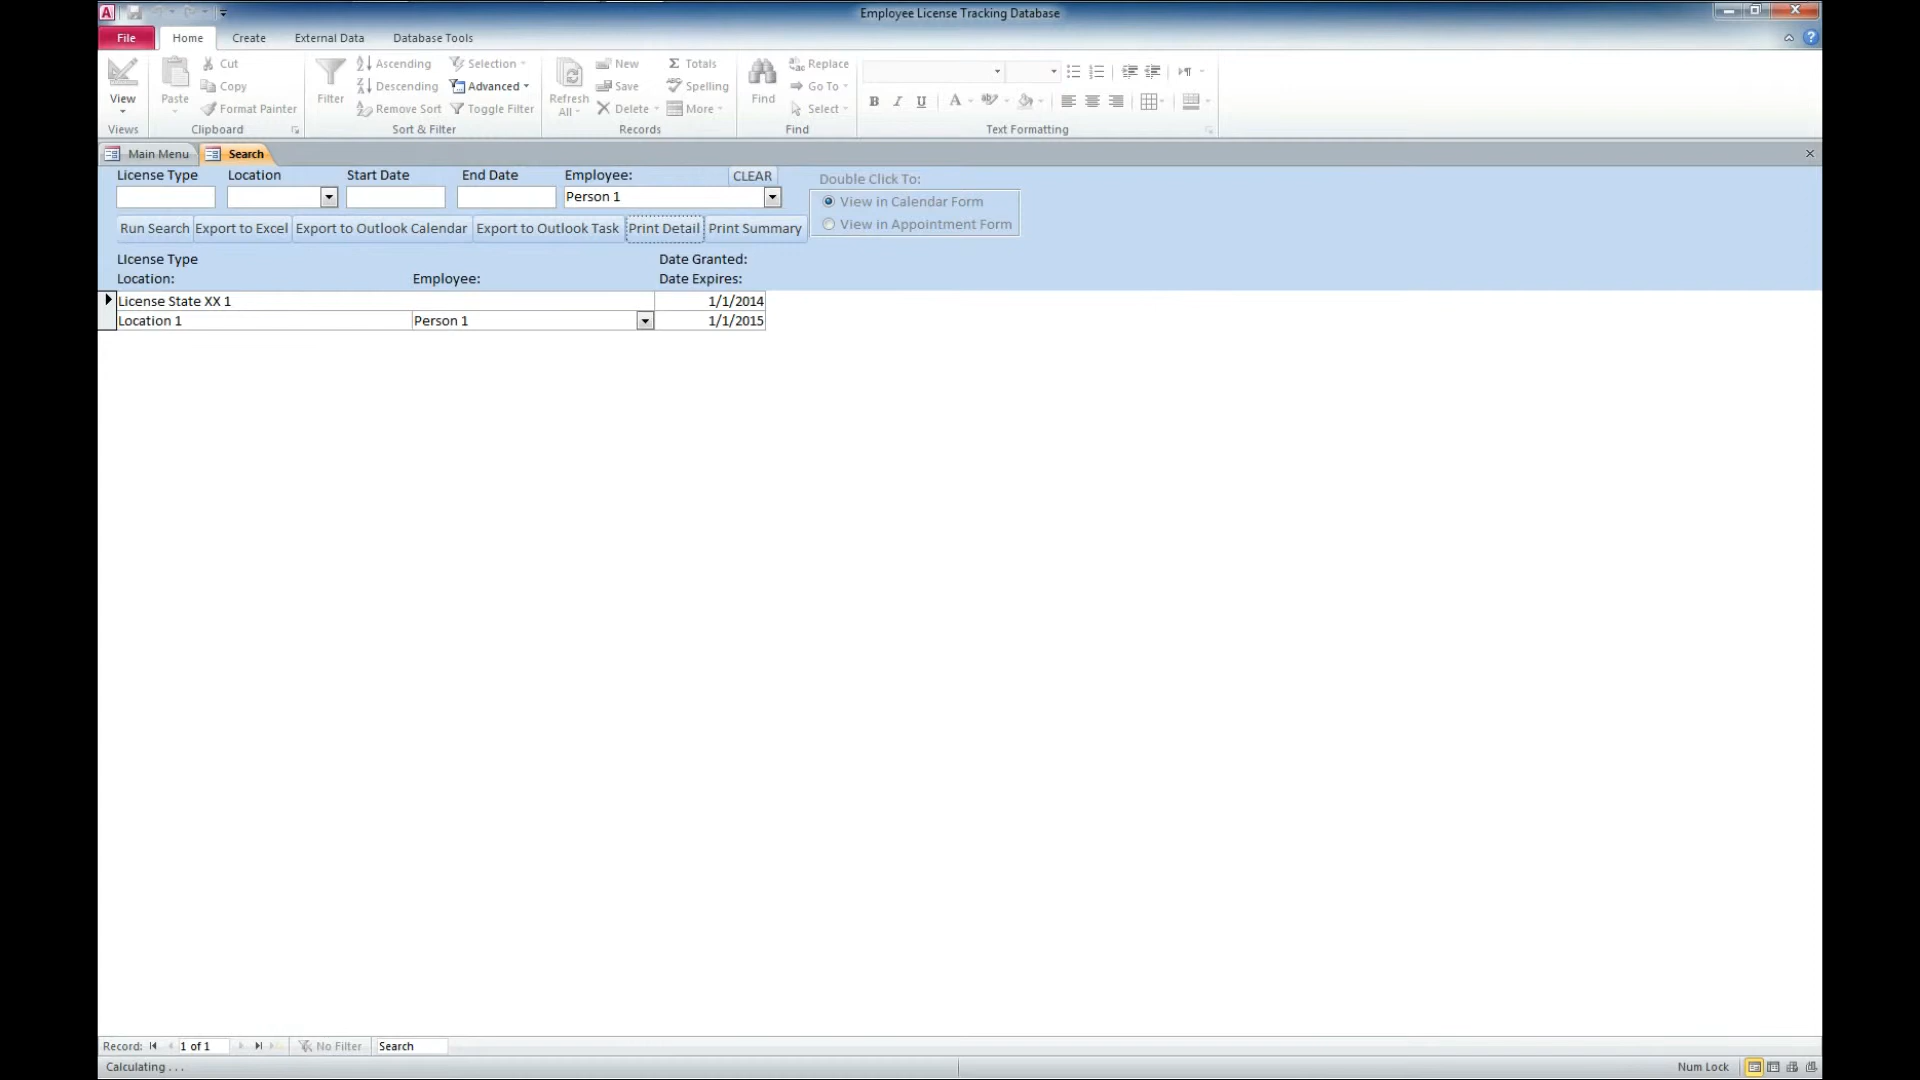 Employee License Tracking Database
File Home Create External Data Database Tools
View
Views
Paste
Cut
Copy
Format Painter
Clipboard
Filter
Ascending
Descending
Remove Sort
Selection
Advanced
Toggle Filter
Sort & Filter
Refresh All
New
Save
Delete
Totals
Spelling
More
Records
Find
Replace
Go To
Select
Find
Text Formatting
Main Menu Search
License Type Location Start Date End Date Employee: CLEAR
Person 1
Double Click To:
View in Calendar Form
View in Appointment Form
Run Search Export to Excel Export to Outlook Calendar Export to Outlook Task Print Detail Print Summary
LIcense Type Date Granted:
Location: Employee: Date Expires:
License State XX 1 1/1/2014
Location 1 Person 1 1/1/2015
Record: 1 of 1 No Filter Search
Calculating . . . Num Lock